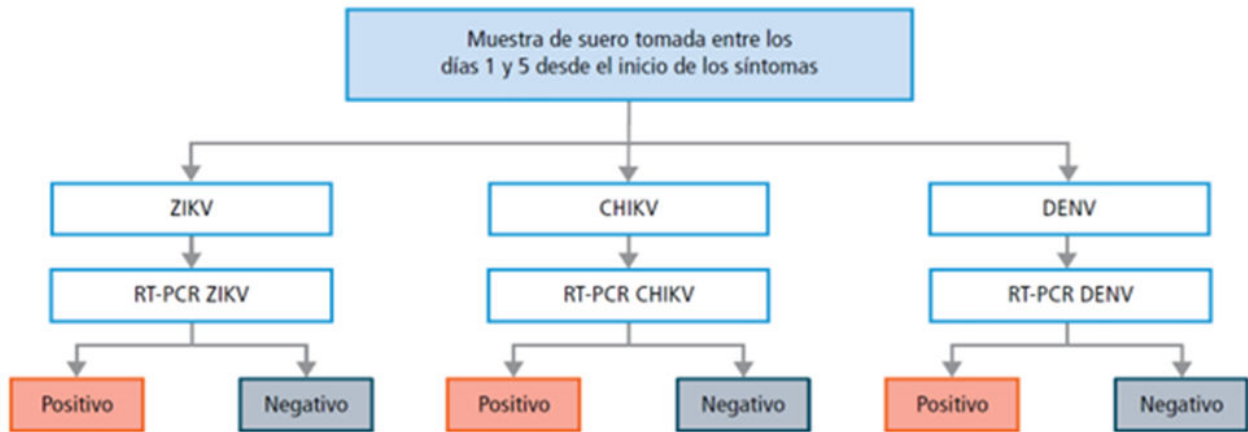 Muestra de suero tomada entre los
días 1 y 5 desde el inicio de los síntomas
ZIKV
CHIKV
DENV
RT-PCR ZIKV
RT-PCR CHIKV
RT-PCR DENV
Positivo
Negativo
Positivo
Negativo
Positivo
Negativo